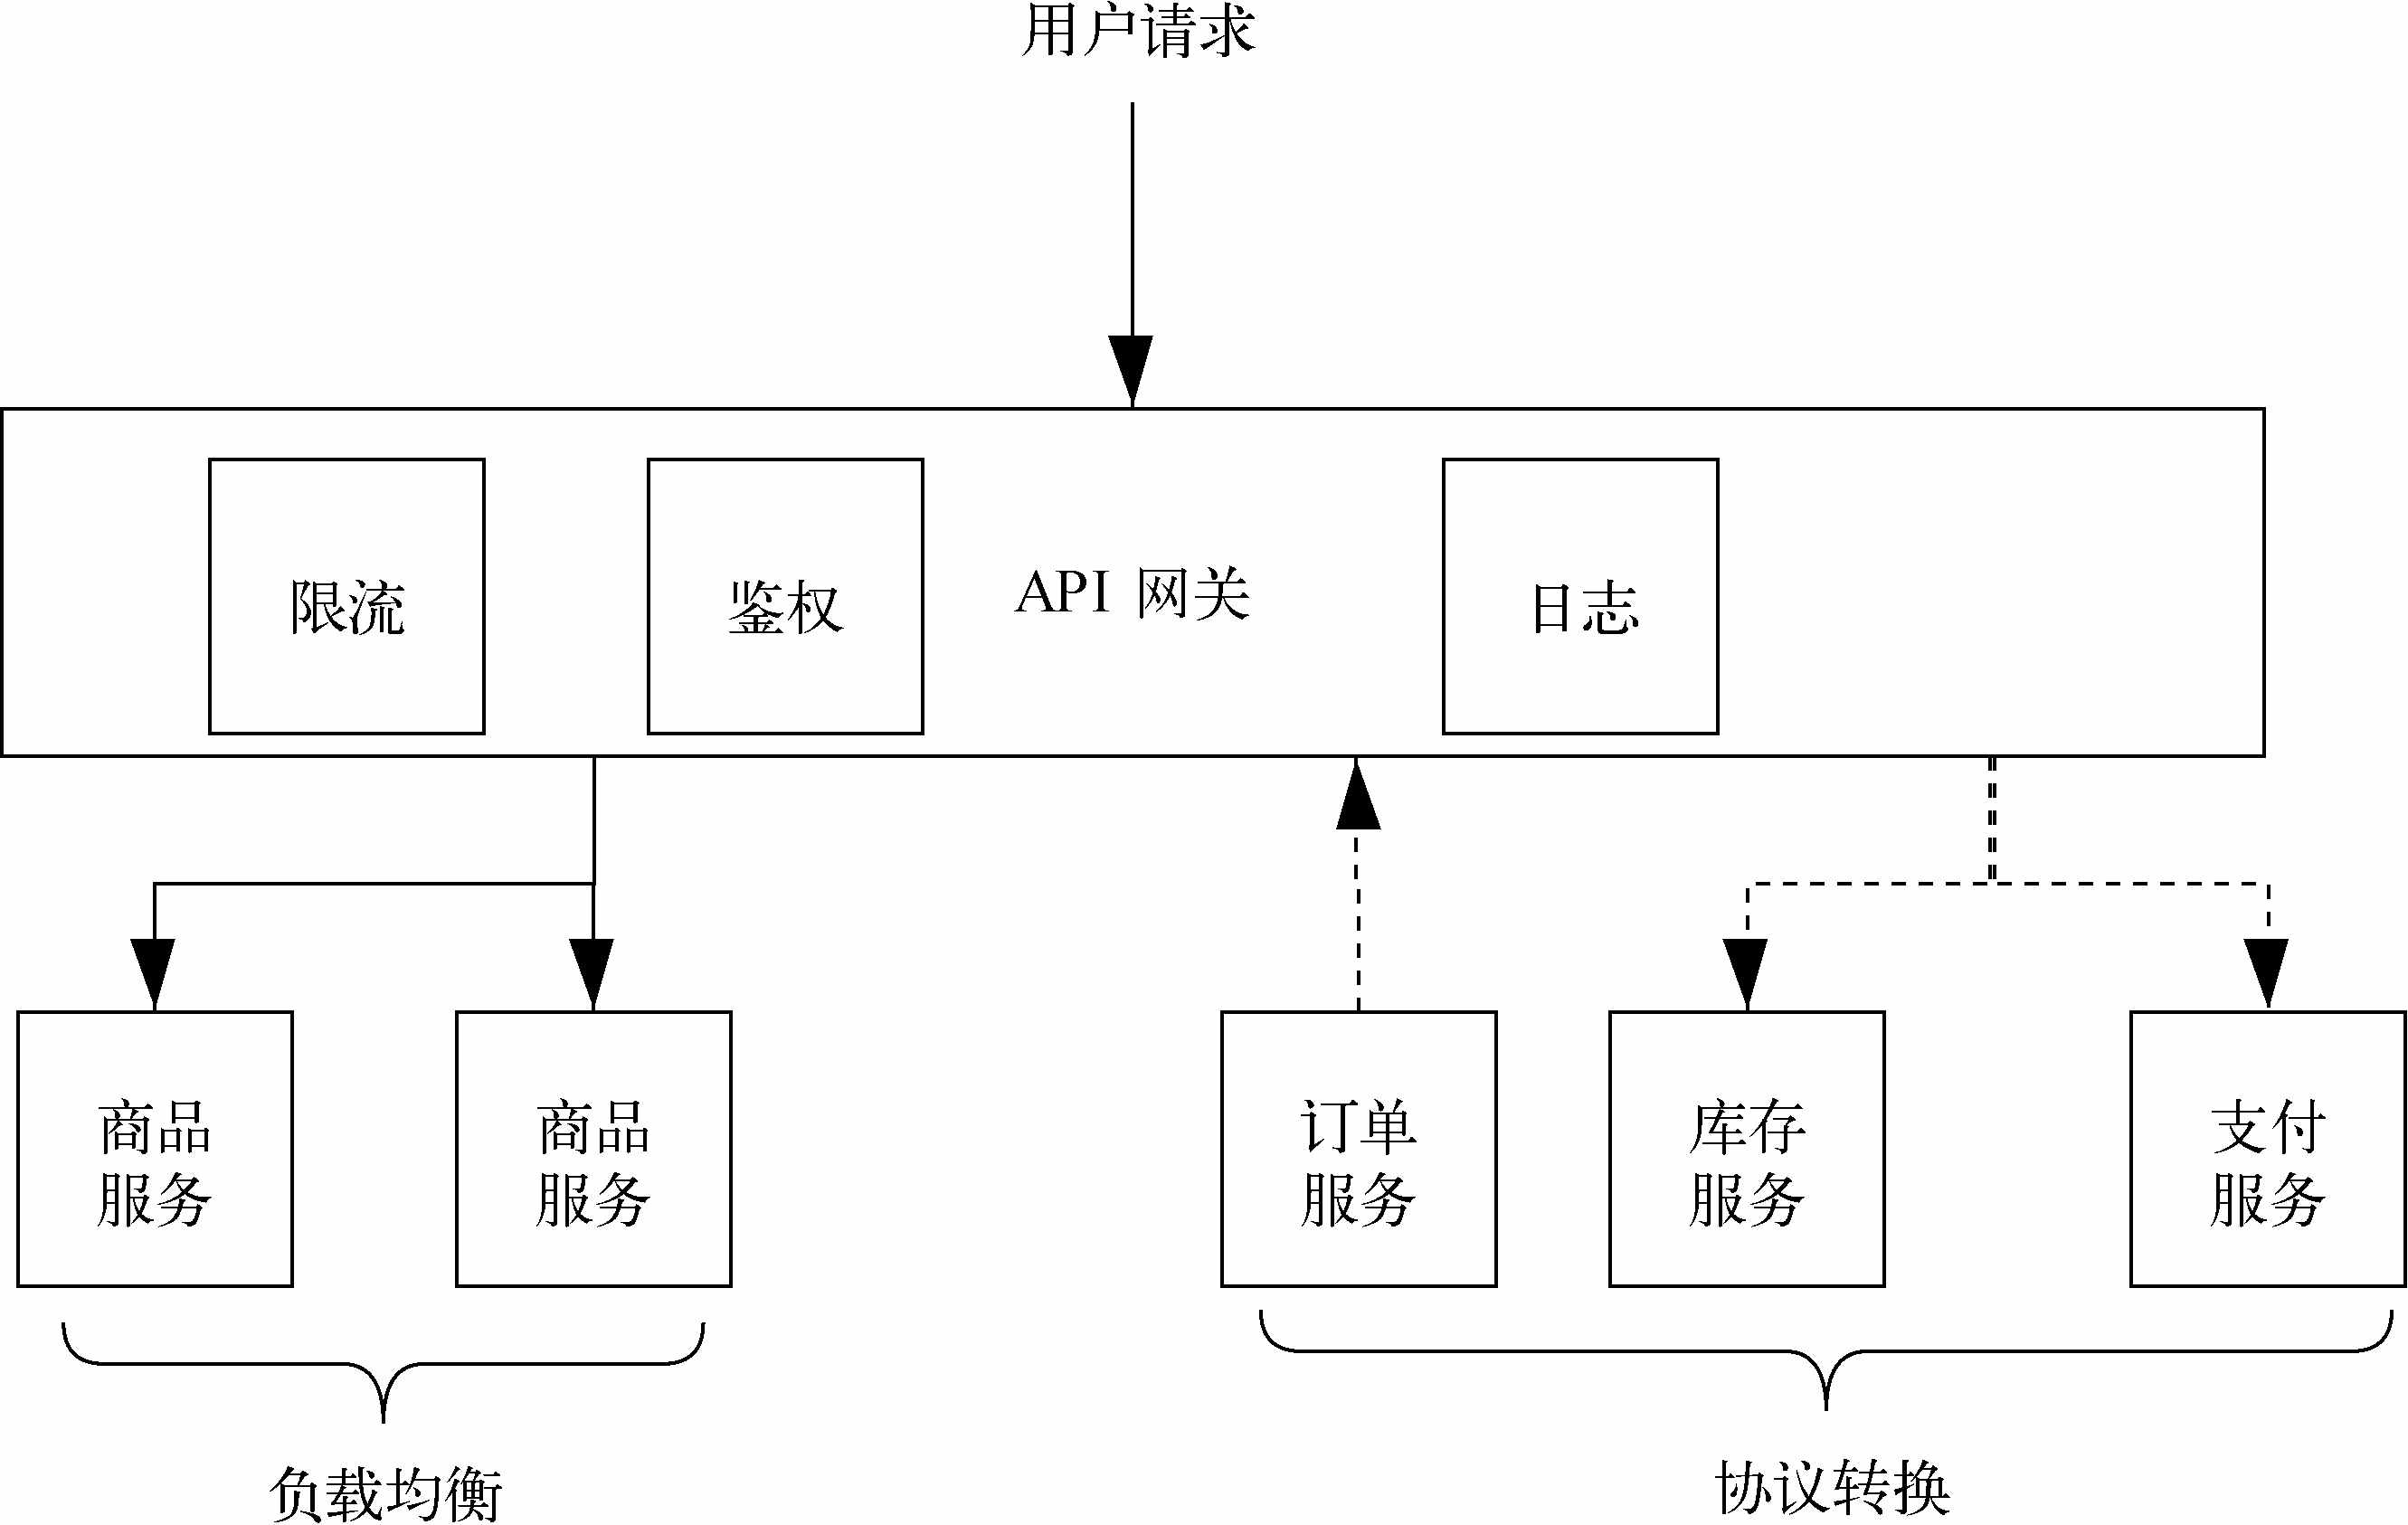 用户请求
限流
鉴权
API 网关
日志
商品
服务
商品
服务
订单
服务
库存
服务
支付
服务
负载均衡
协议转换